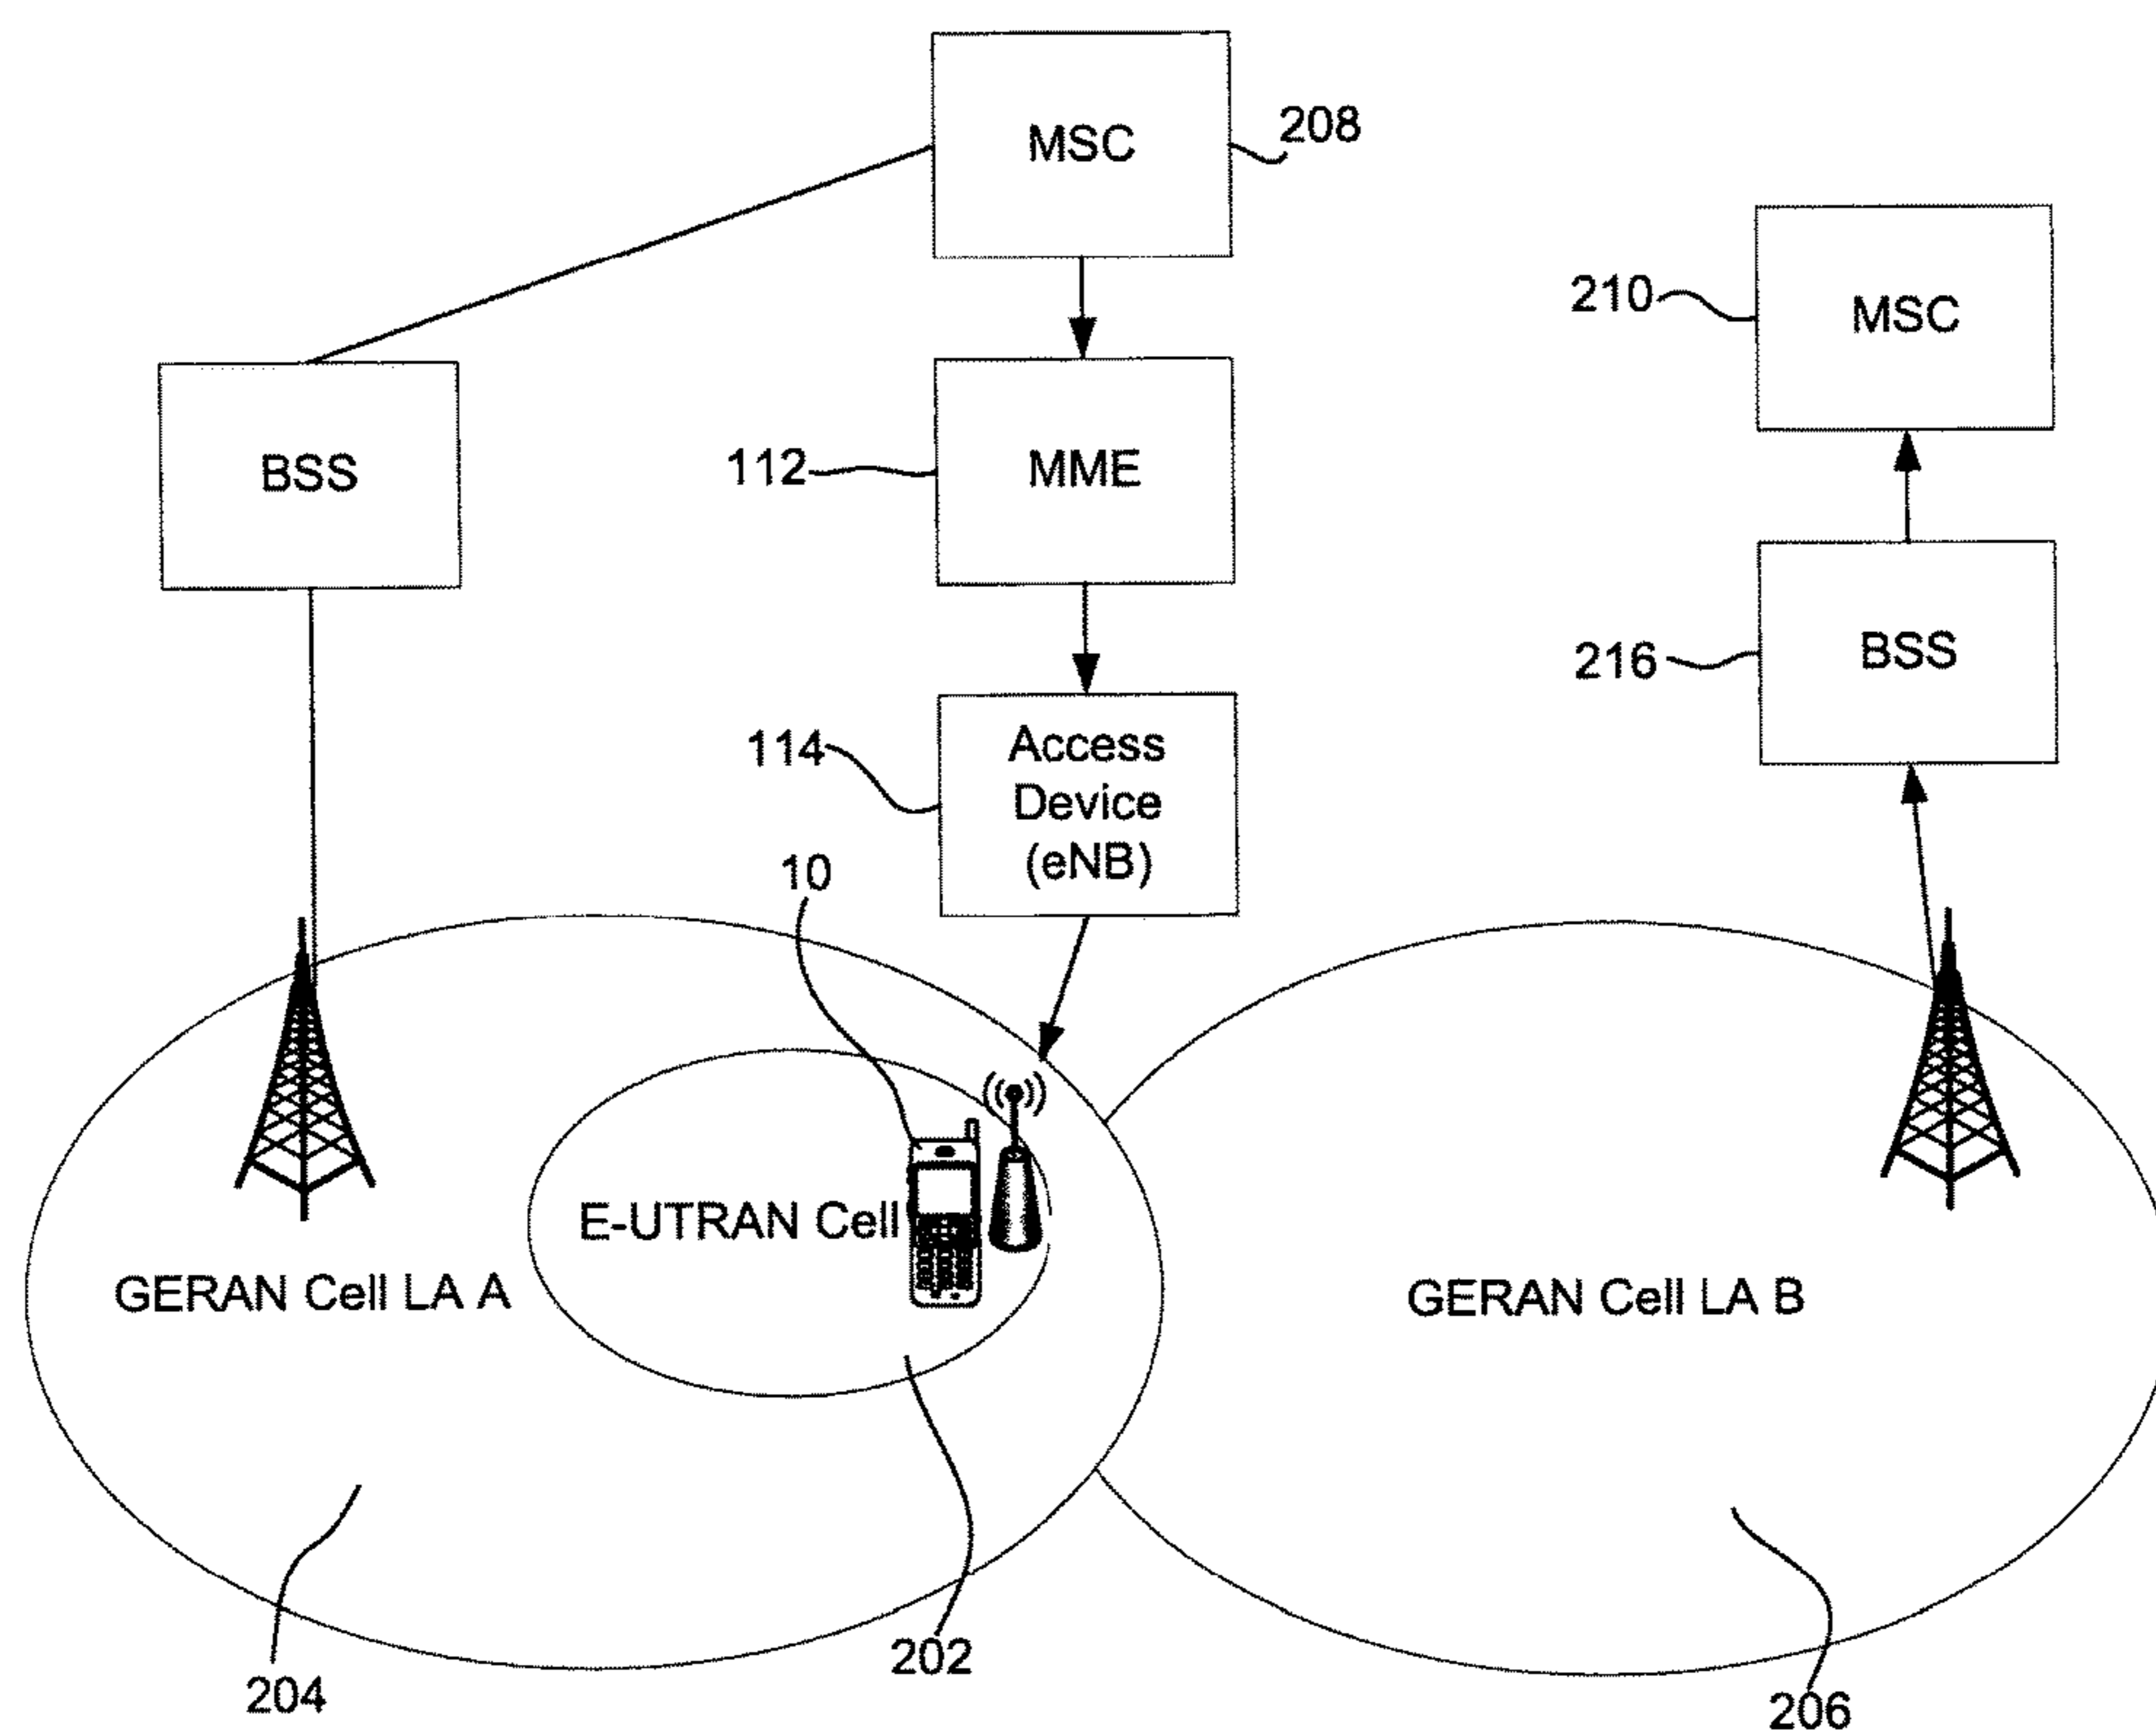 MSC
208
210
MSC
BSS
112
MME
216
BSS
114
Access
Device
(eNB)
10
E-UTRAN Cell
GERAN Cell LA A
GERAN Cell LA B
202
204
206